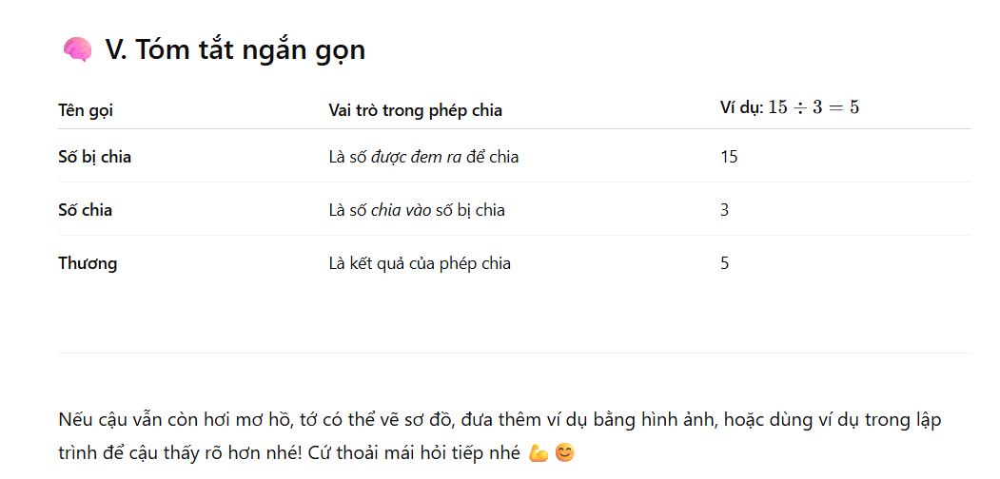 🧠 V. Tóm tắt ngắn gọn
Tên gọi Vai trò trong phép chia Ví dụ: 15 ÷ 3 = 5
Số bị chia Là số được đem ra để chia 15
Số chia Là số chia vào số bị chia 3
Thương Là kết quả của phép chia 5
Nếu cậu vẫn còn hơi mơ hồ, tớ có thể vẽ sơ đồ, đưa thêm ví dụ bằng hình ảnh, hoặc dùng ví dụ trong lập
trình để cậu thấy rõ hơn nhé! Cứ thoải mái hỏi tiếp nhé 💪😊